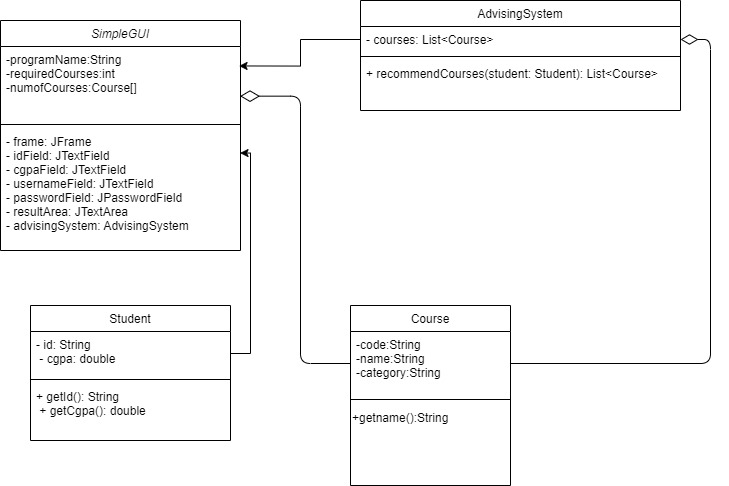 SimpleGUI
-programName:String
-requiredCourses:int
-numofCourses:Course[]
- frame: JFrame
- idField: JTextField
- cgpaField: JTextField
- usernameField: JTextField
- passwordField: JPasswordField
- resultArea: JTextArea
- advisingSystem: AdvisingSystem
AdvisingSystem
- courses: List<Course>
+ recommendCourses(student: Student): List<Course>
Student
- id: String
- cgpa: double
+ getId(): String
+ getCgpa(): double
Course
-code:String
-name:String
-category:String
+getname():String